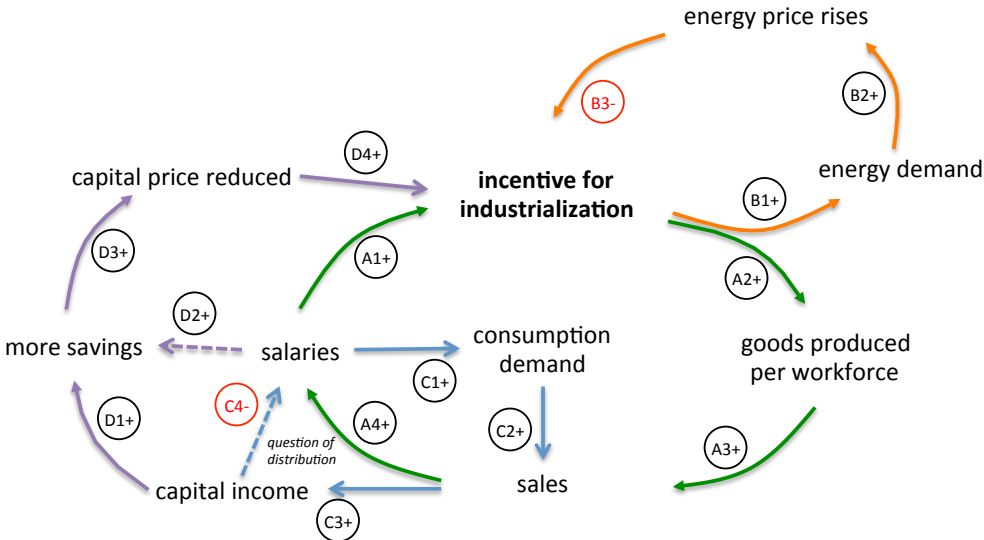 energy price rises
B3-
B2+
D4+
capital price reduced
incentive for
industrialization
energy demand
B1+
D3+
A1+
A2+
D2+
more savings
salaries
consumption
demand
goods produced
per workforce
C1+
C4-
D1+
A4+
question of
distribution
C2+
A3+
capital income
sales
C3+